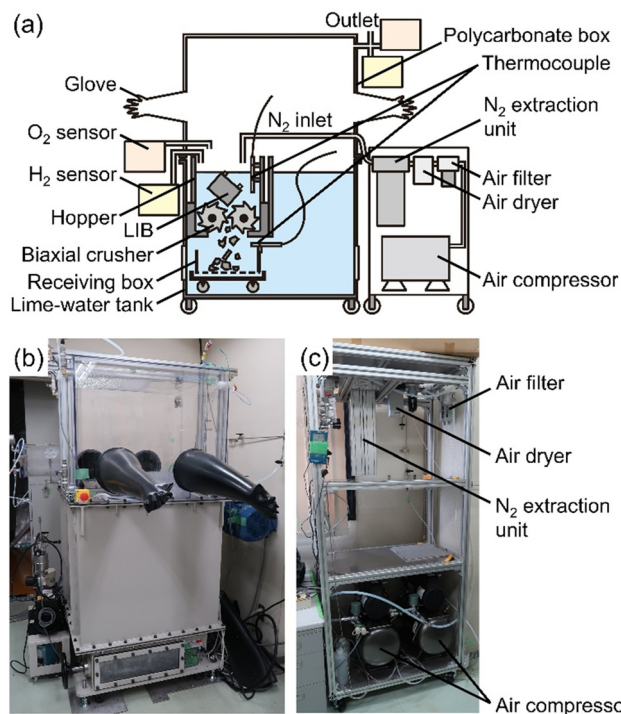 (a)
Outlet
Polycarbonate box
Thermocouple
Glove
N₂ inlet
N₂ extraction
unit
O₂ sensor
H₂ sensor
Air filter
Air dryer
Hopper
LIB
Biaxial crusher
Receiving box
Air compressor
Lime-water tank
(b)
(c)
Air filter
Air dryer
N₂ extraction
unit
Air compresso